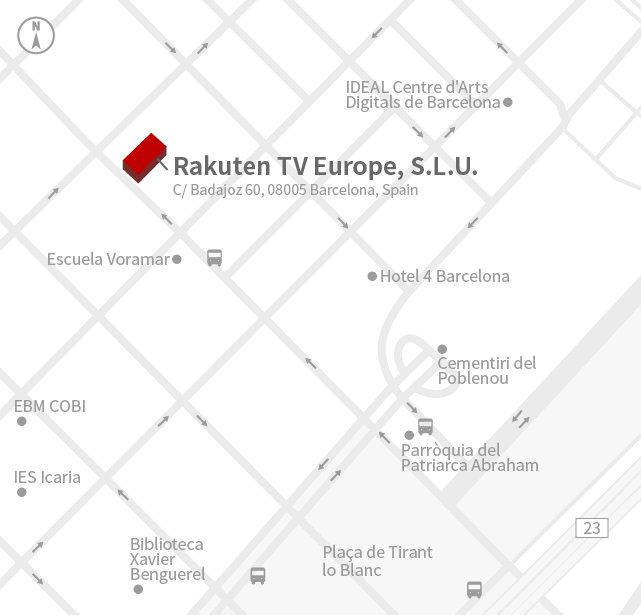 N
IDEAL Centre d'Arts
Digitals de Barcelona
Rakuten TV Europe, S.L.U.
C/ Badajoz 60, 08005 Barcelona, Spain
Escuela Voramar
Hotel 4 Barcelona
Cementiri del
Poblenou
EBM COBI
Parròquia del
Patriarca Abraham
IES Icaria
23
Biblioteca
Xavier
Benguerel
Plaça de Tirant
lo Blanc